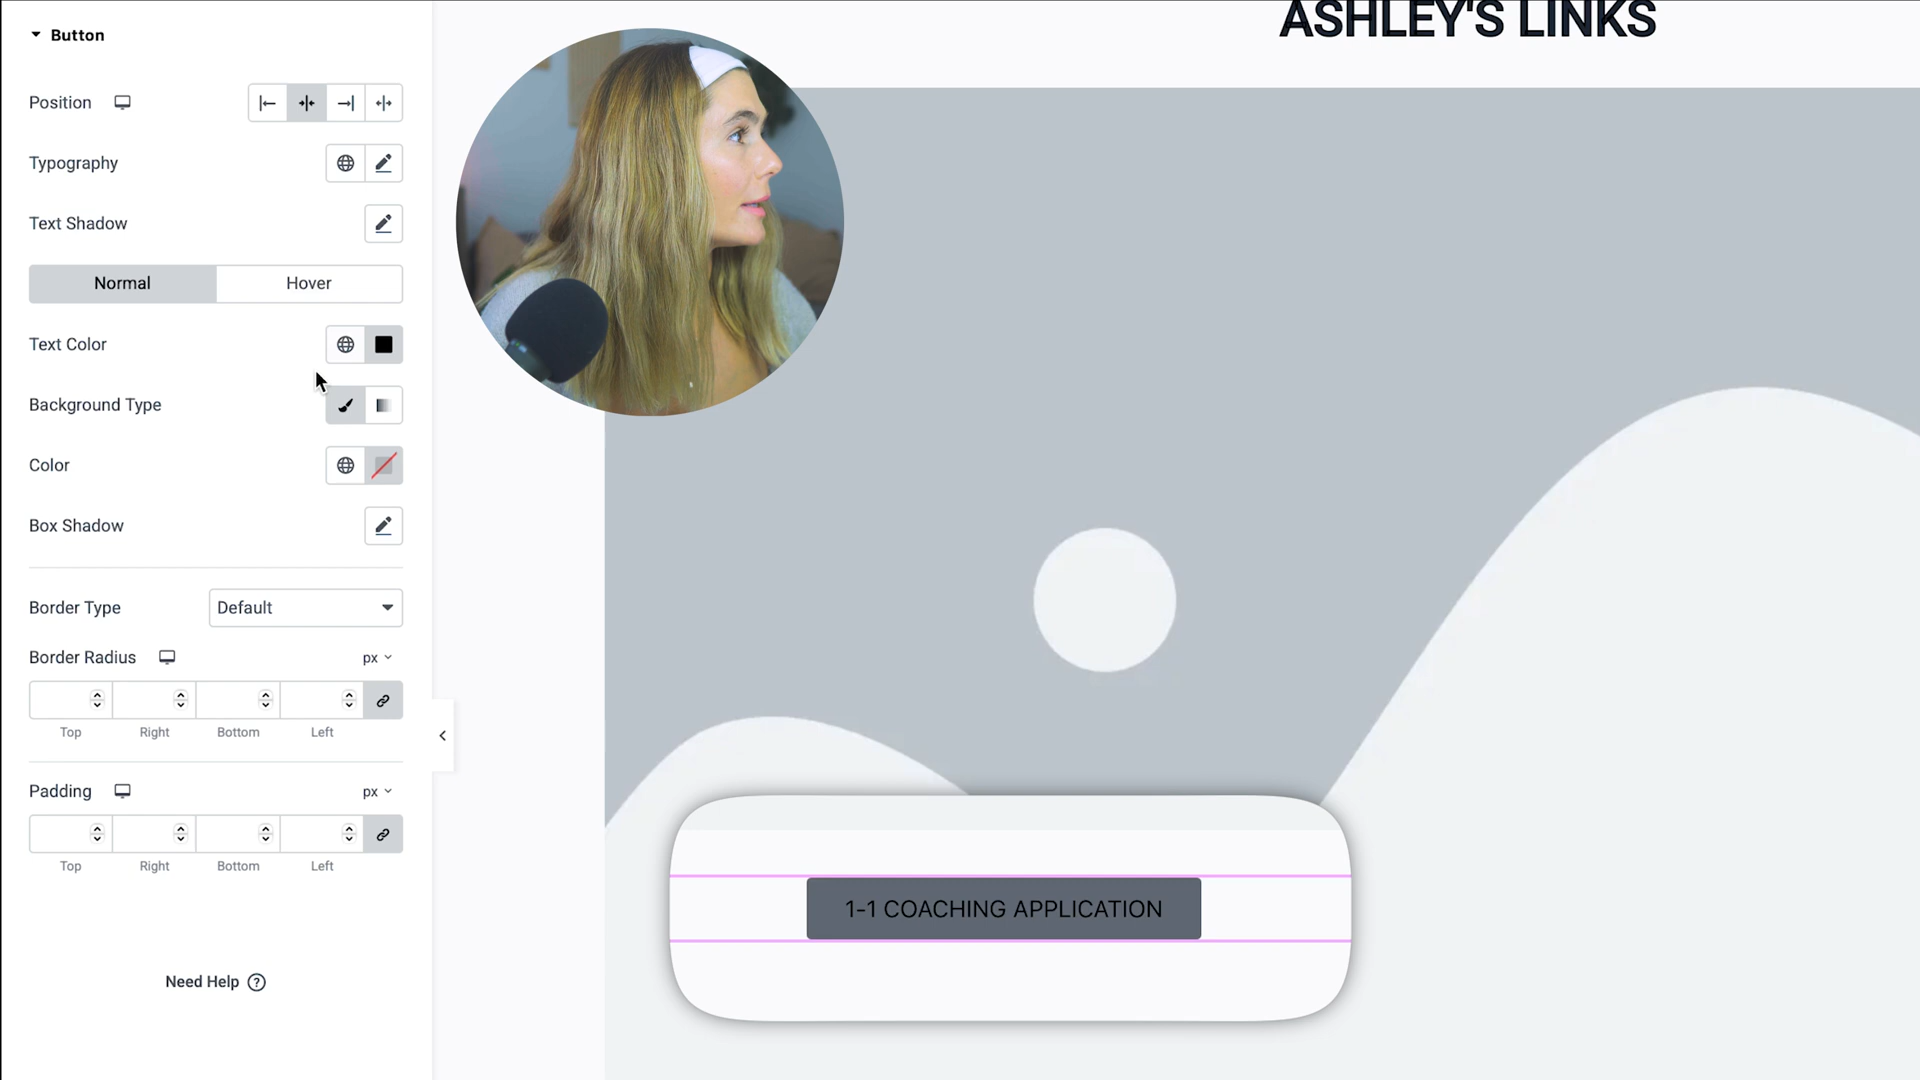 Button
ASHLEY'S LINKS
Position
Typography
Text Shadow
Normal
Hover
Text Color
Background Type
Color
Box Shadow
Border Type
Default
Border Radius
px
Top
Right
Bottom
Left
Padding
px
Top
Right
Bottom
Left
1-1 COACHING APPLICATION
Need Help ?